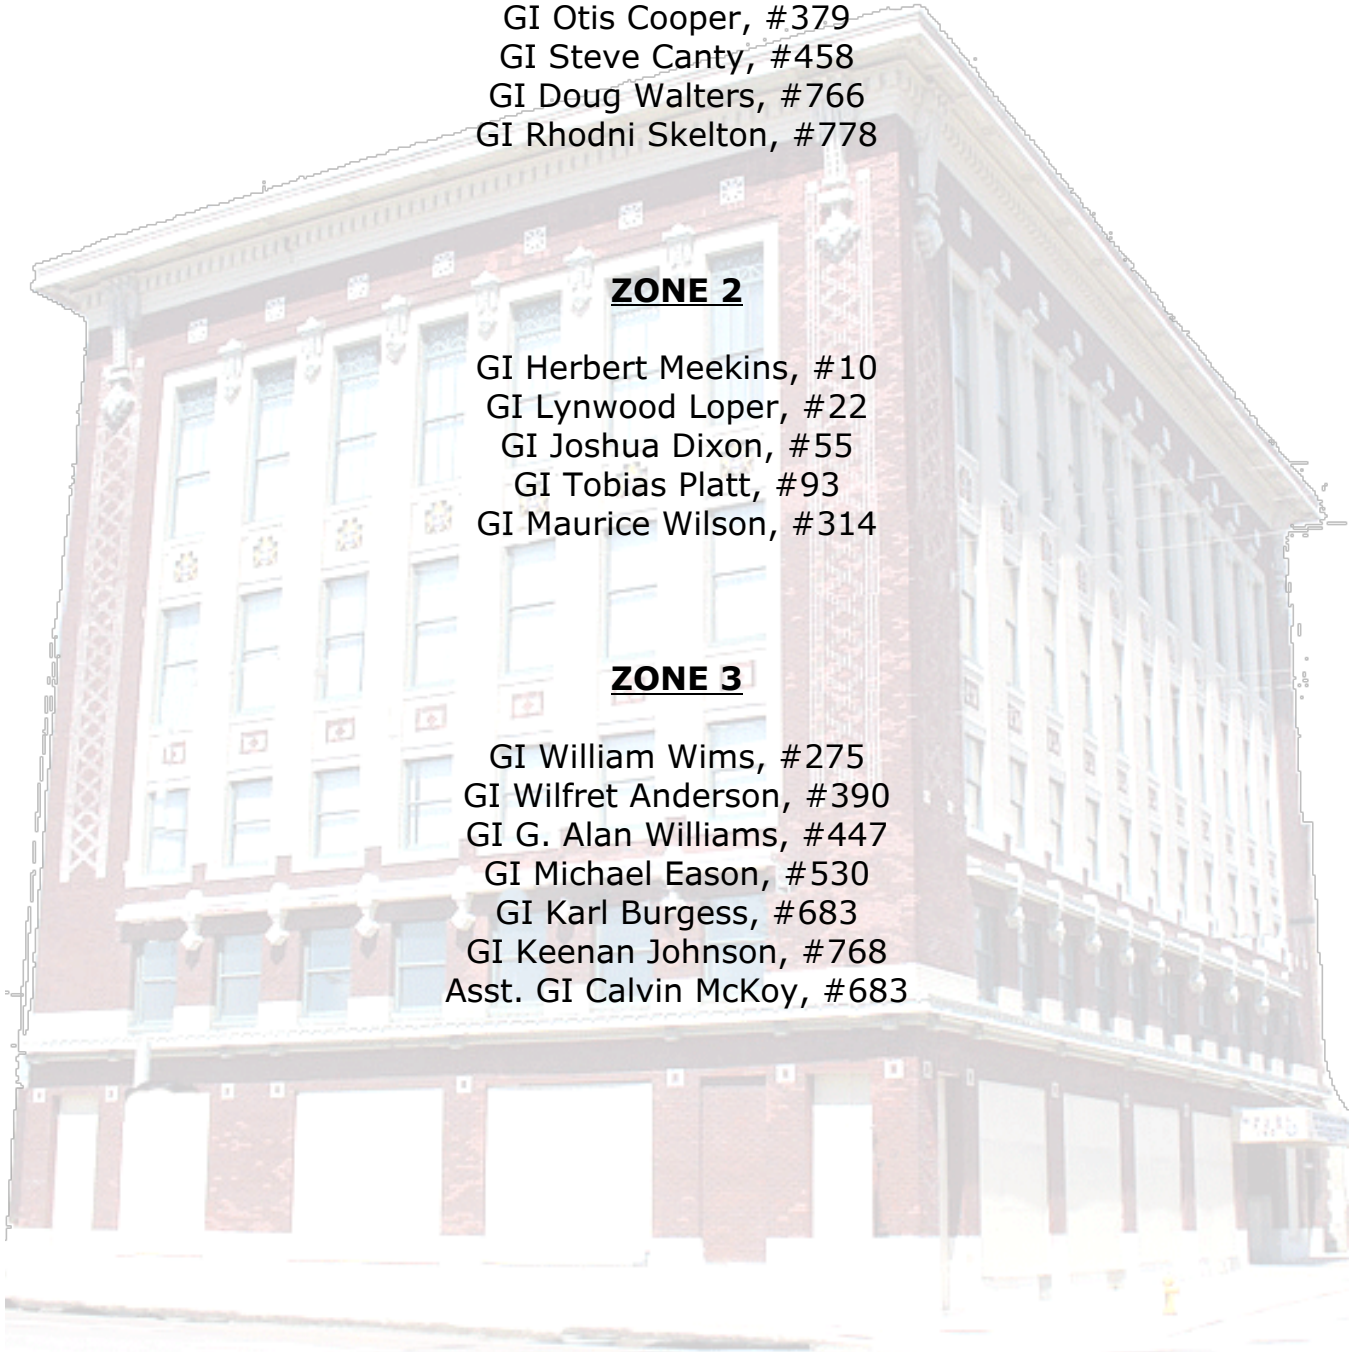 GI Otis Cooper, #379
GI Steve Canty, #458
GI Doug Walters, #766
GI Rhodni Skelton, #778
ZONE 2
GI Herbert Meekins, #10
GI Lynwood Loper, #22
GI Joshua Dixon, #55
GI Tobias Platt, #93
GI Maurice Wilson, #314
ZONE 3
GI William Wims, #275
GI Wilfret Anderson, #390
GI G. Alan Williams, #447
GI Michael Eason, #530
GI Karl Burgess, #683
GI Keenan Johnson, #768
Asst. GI Calvin McKoy, #683